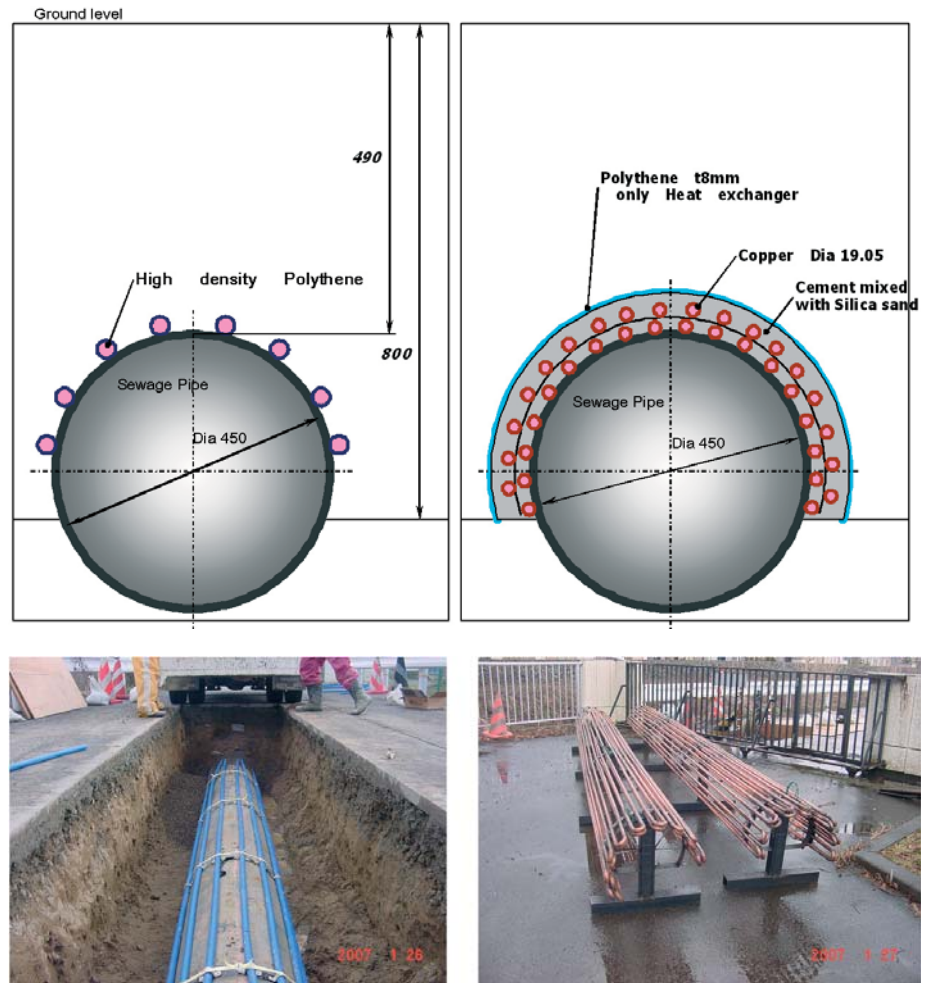 Ground level
490
High density Polythene
800
Sewage Pipe
Dia 450
Polythene t8mm
only Heat exchanger
Copper Dia 19.05
Cement mixed
with Silica sand
Sewage Pipe
Dia 450
2007 1 26
2007 1 27